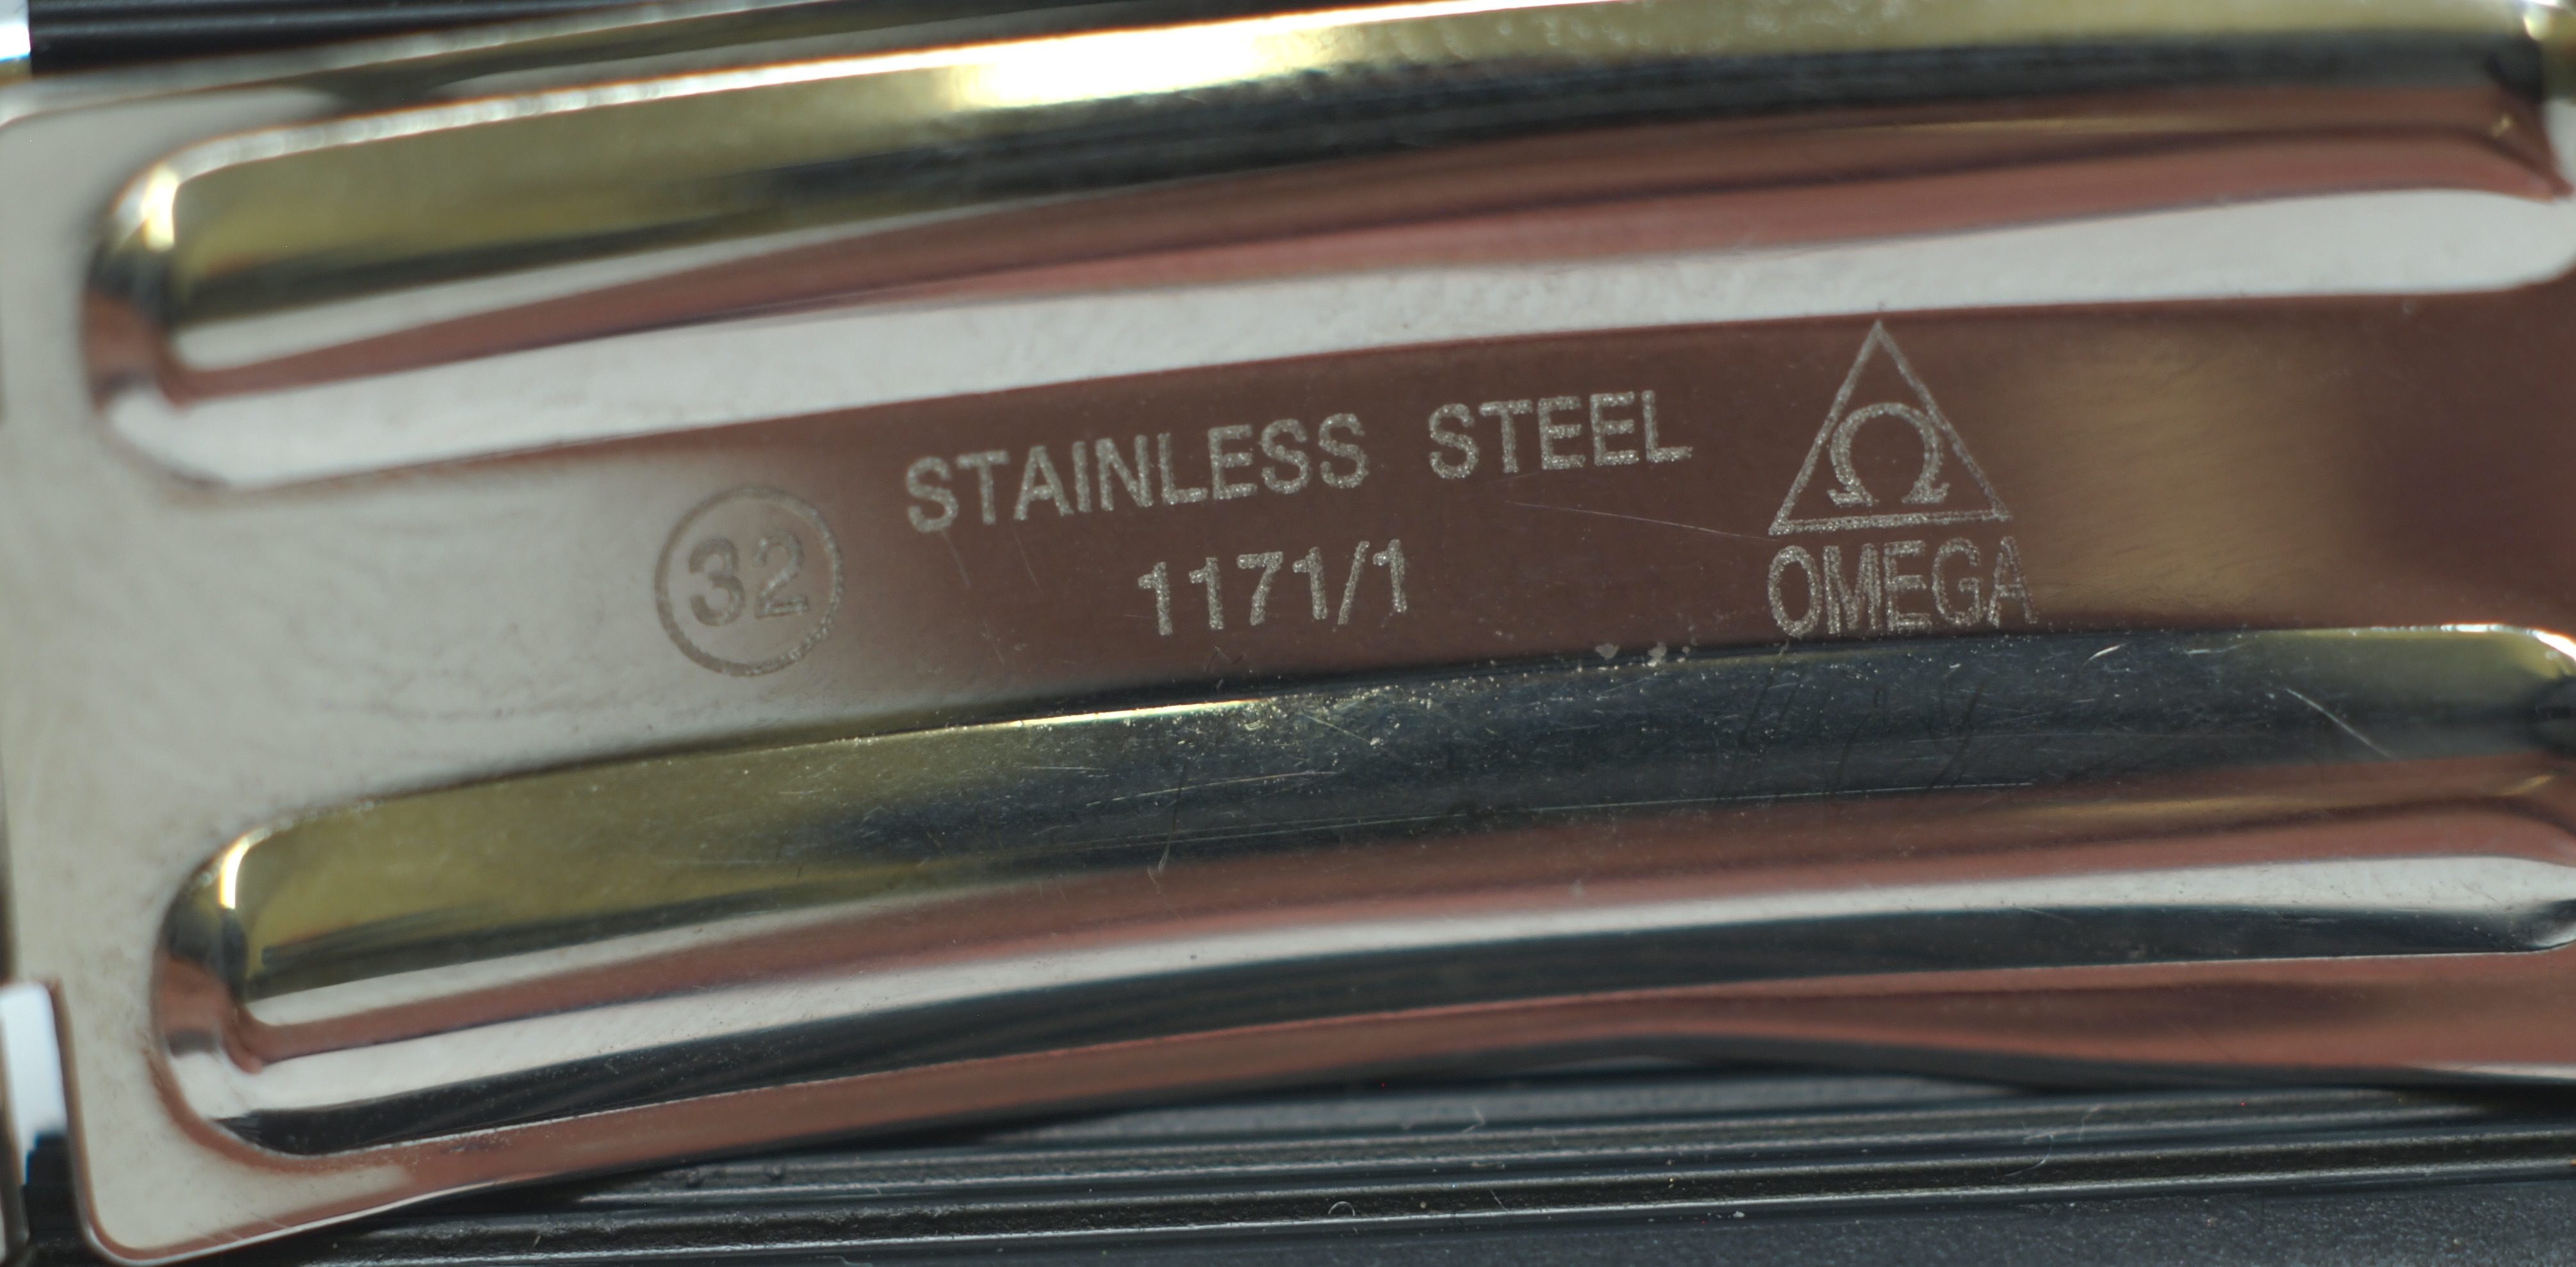 32
STAINLESS STEEL
1171/1
Ω
OMEGA